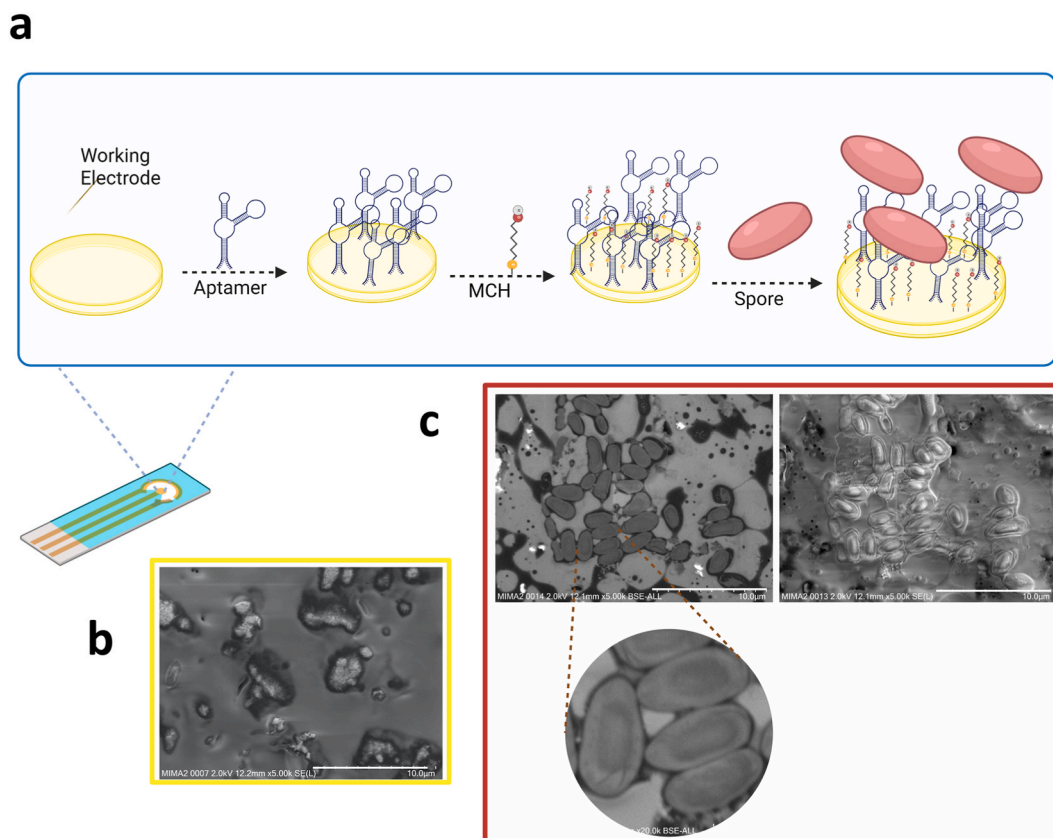 a
Working
Electrode
Aptamer
MCH
Spore
c
MIMA2 0014 2.0kV 12.1mm x5.00k BSE-ALL
10.0µm
MIMA2 0013 2.0kV 12.1mm x5.00k SE(L)
10.0µm
b
MIMA2 0007 2.0kV 12.2mm x5.00k SE(L)
10.0µm
x20.0k BSE-ALL